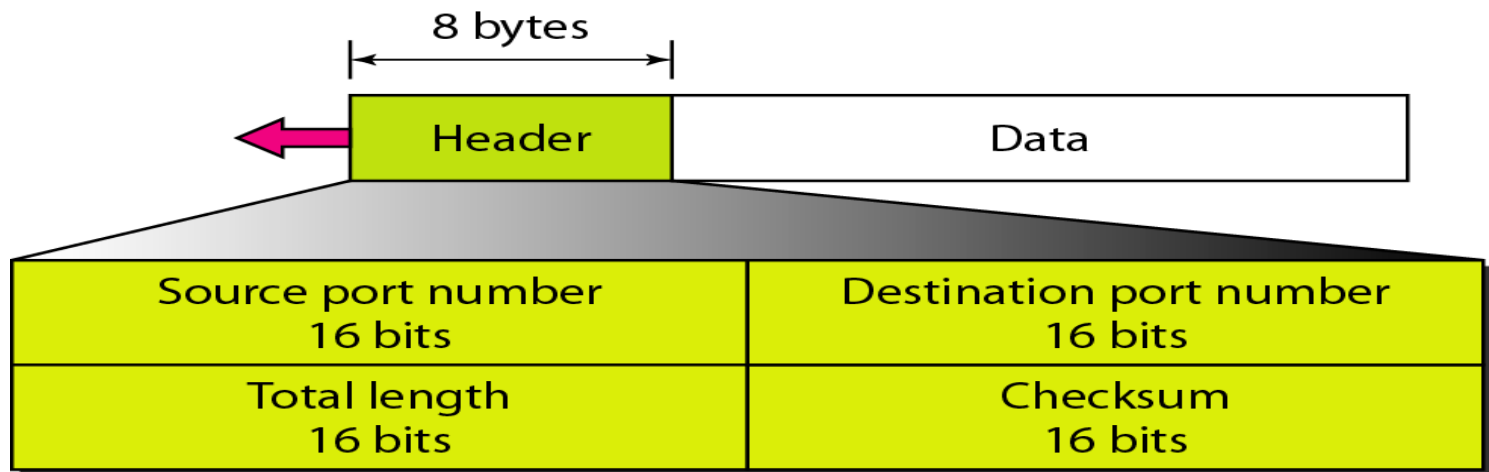 8 bytes
Header
Data
Source port number
16 bits
Destination port number
16 bits
Total length
16 bits
Checksum
16 bits